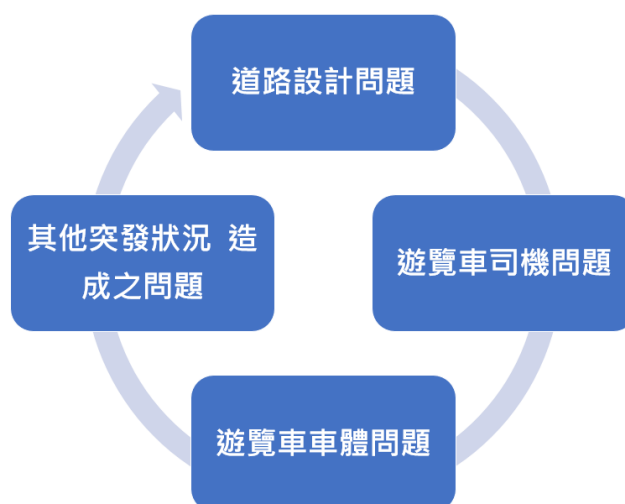 道路設計問題
遊覽車司機問題
遊覽車車體問題
其他突發狀況 造
成之問題